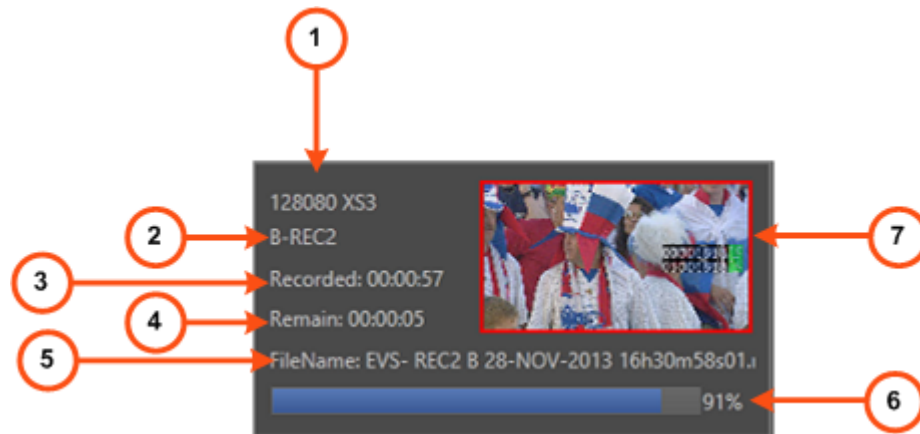 1
128080 XS3
2
B-REC2
7
3
Recorded: 00:00:57
4
Remain: 00:00:05
5
FileName: EVS- REC2 B 28-NOV-2013 16h30m58s01.
91%
6